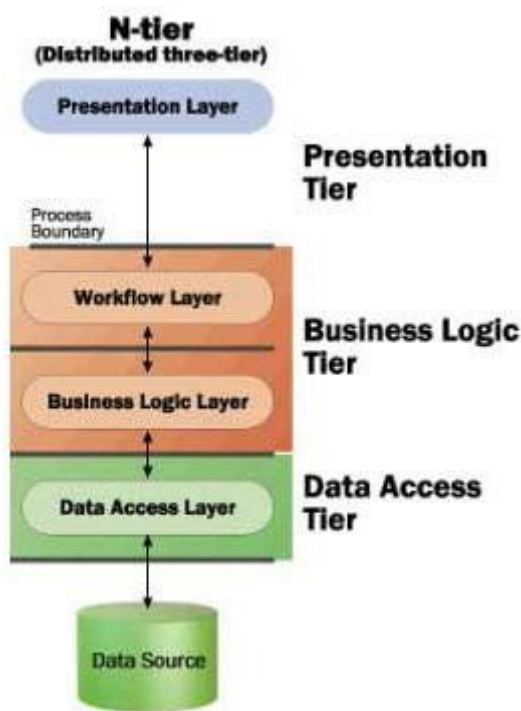 N-tier
(Distributed three-tier)
Presentation Layer
Presentation
Tier
Process
Boundary
Workflow Layer
Business Logic
Tier
Business Logic Layer
Data Access Layer
Data Access
Tier
Data Source